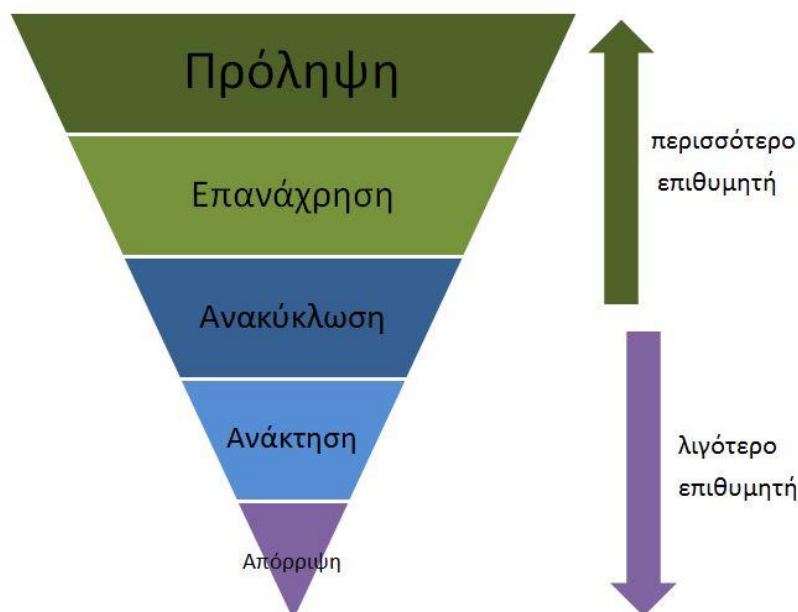 Πρόληψη
Επανάχρηση
Ανακύκλωση
Ανάκτηση
Απόρριψη
περισσότερο
επιθυμητή
λιγότερο
επιθυμητή